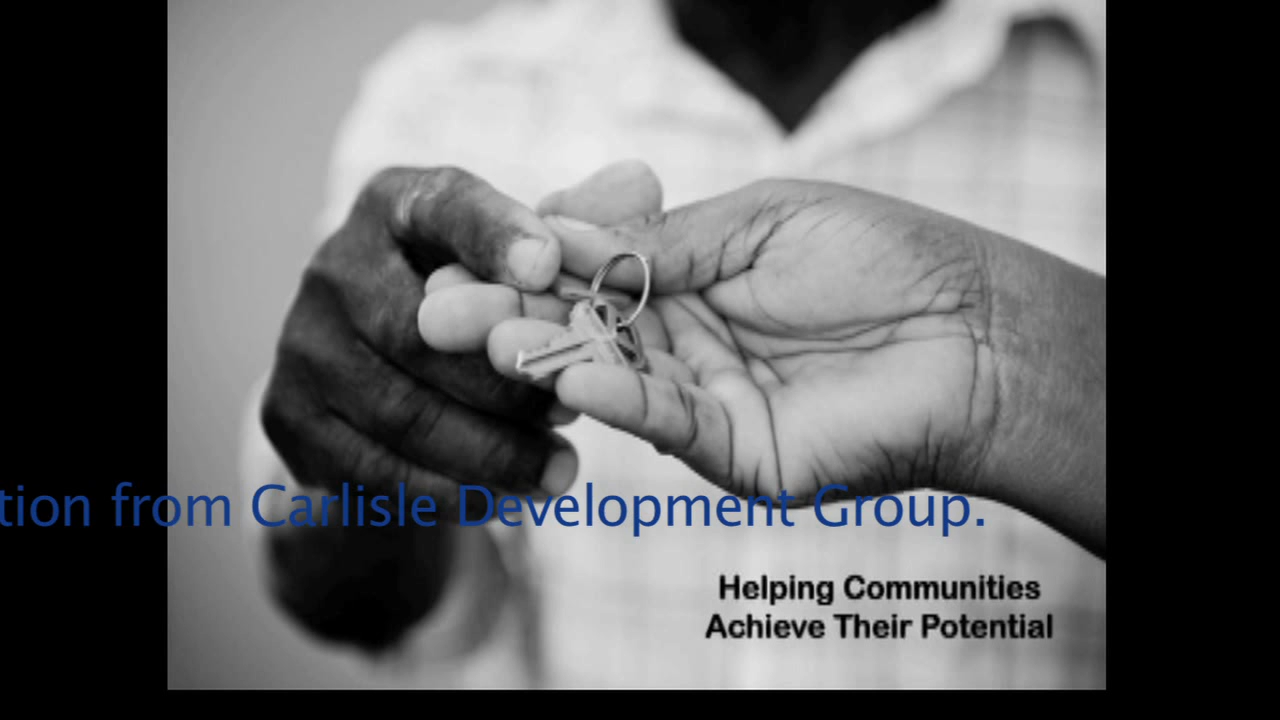 tion from Carlisle Development Group.
Helping Communities
Achieve Their Potential